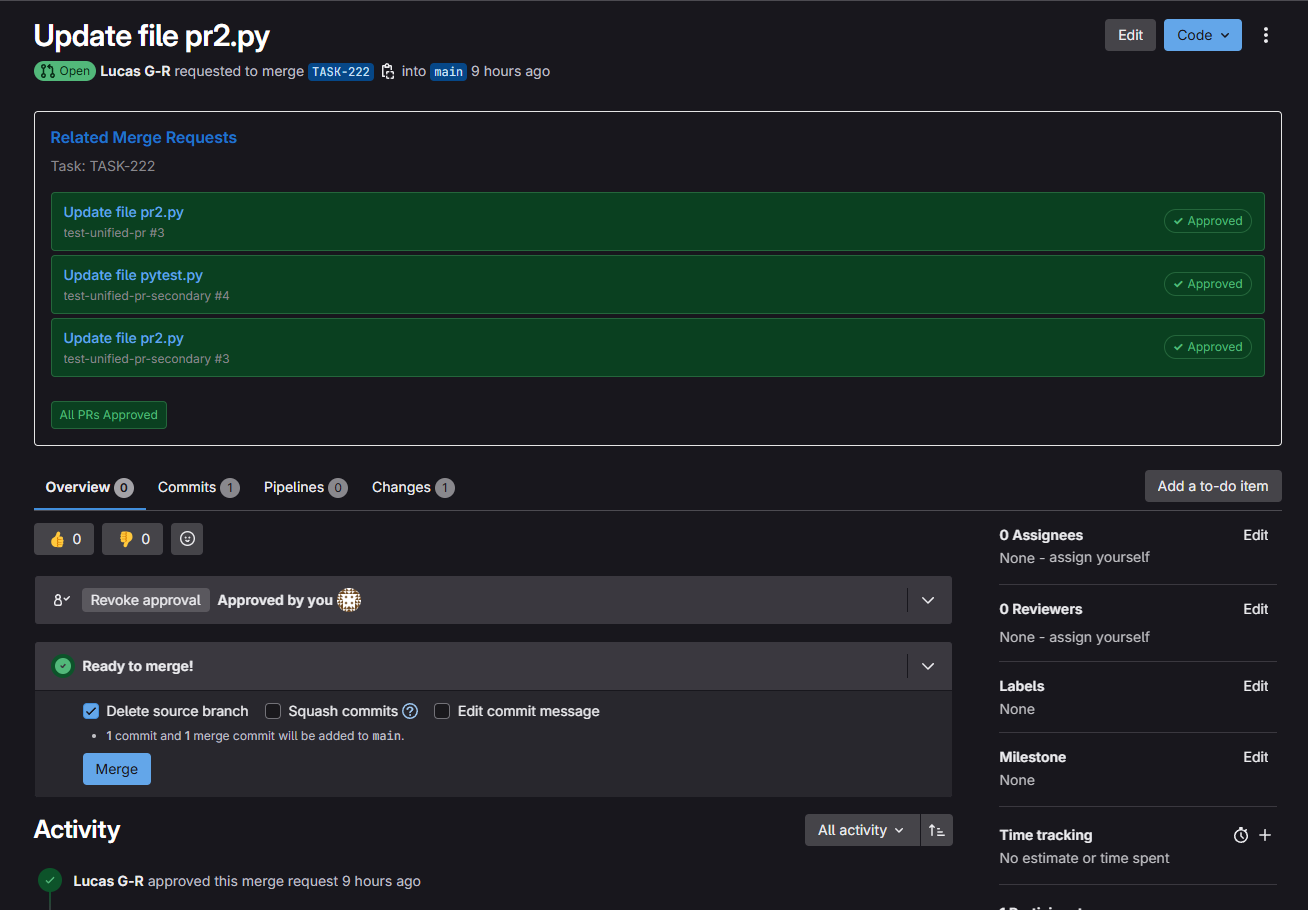 Update file pr2.py
Edit
Code
Open Lucas G-R requested to merge TASK-222 into main 9 hours ago
Related Merge Requests
Task: TASK-222
Update file pr2.py
test-unified-pr #3
Approved
Update file pytest.py
test-unified-pr-secondary #4
Approved
Update file pr2.py
test-unified-pr-secondary #3
Approved
All PRs Approved
Overview 0
Commits 1
Pipelines 0
Changes 1
Add a to-do item
0
0
Revoke approval Approved by you
Ready to merge!
Delete source branch
Squash commits ?
Edit commit message
• 1 commit and 1 merge commit will be added to main.
Merge
Activity
All activity
Lucas G-R approved this merge request 9 hours ago
0 Assignees
Edit
None - assign yourself
0 Reviewers
Edit
None - assign yourself
Labels
Edit
None
Milestone
Edit
None
Time tracking
No estimate or time spent